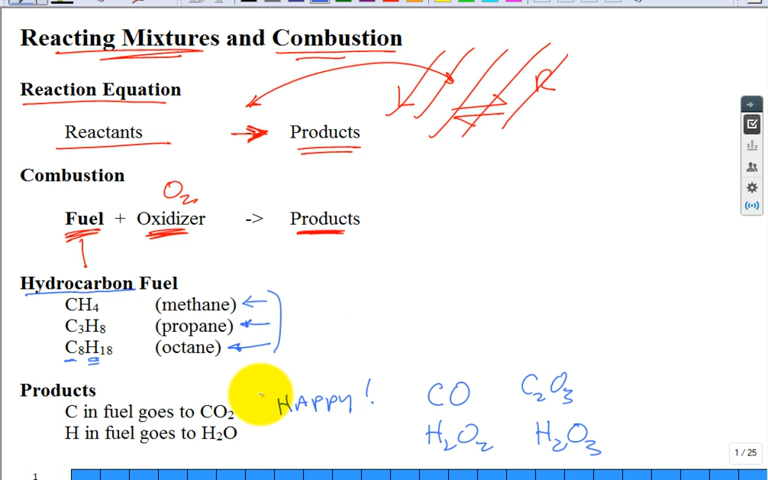 Reacting Mixtures and Combustion
Reaction Equation
Reactants
Products
R
Combustion
O₂
Fuel + Oxidizer -> Products
Hydrocarbon Fuel
CH₄ (methane)
C₃H₈ (propane)
C₈H₁₈ (octane)
Products
C in fuel goes to CO₂
H in fuel goes to H₂O
HAPPY!
CO C₂O₃
H₂O₂ H₂O₃
1 / 25
1